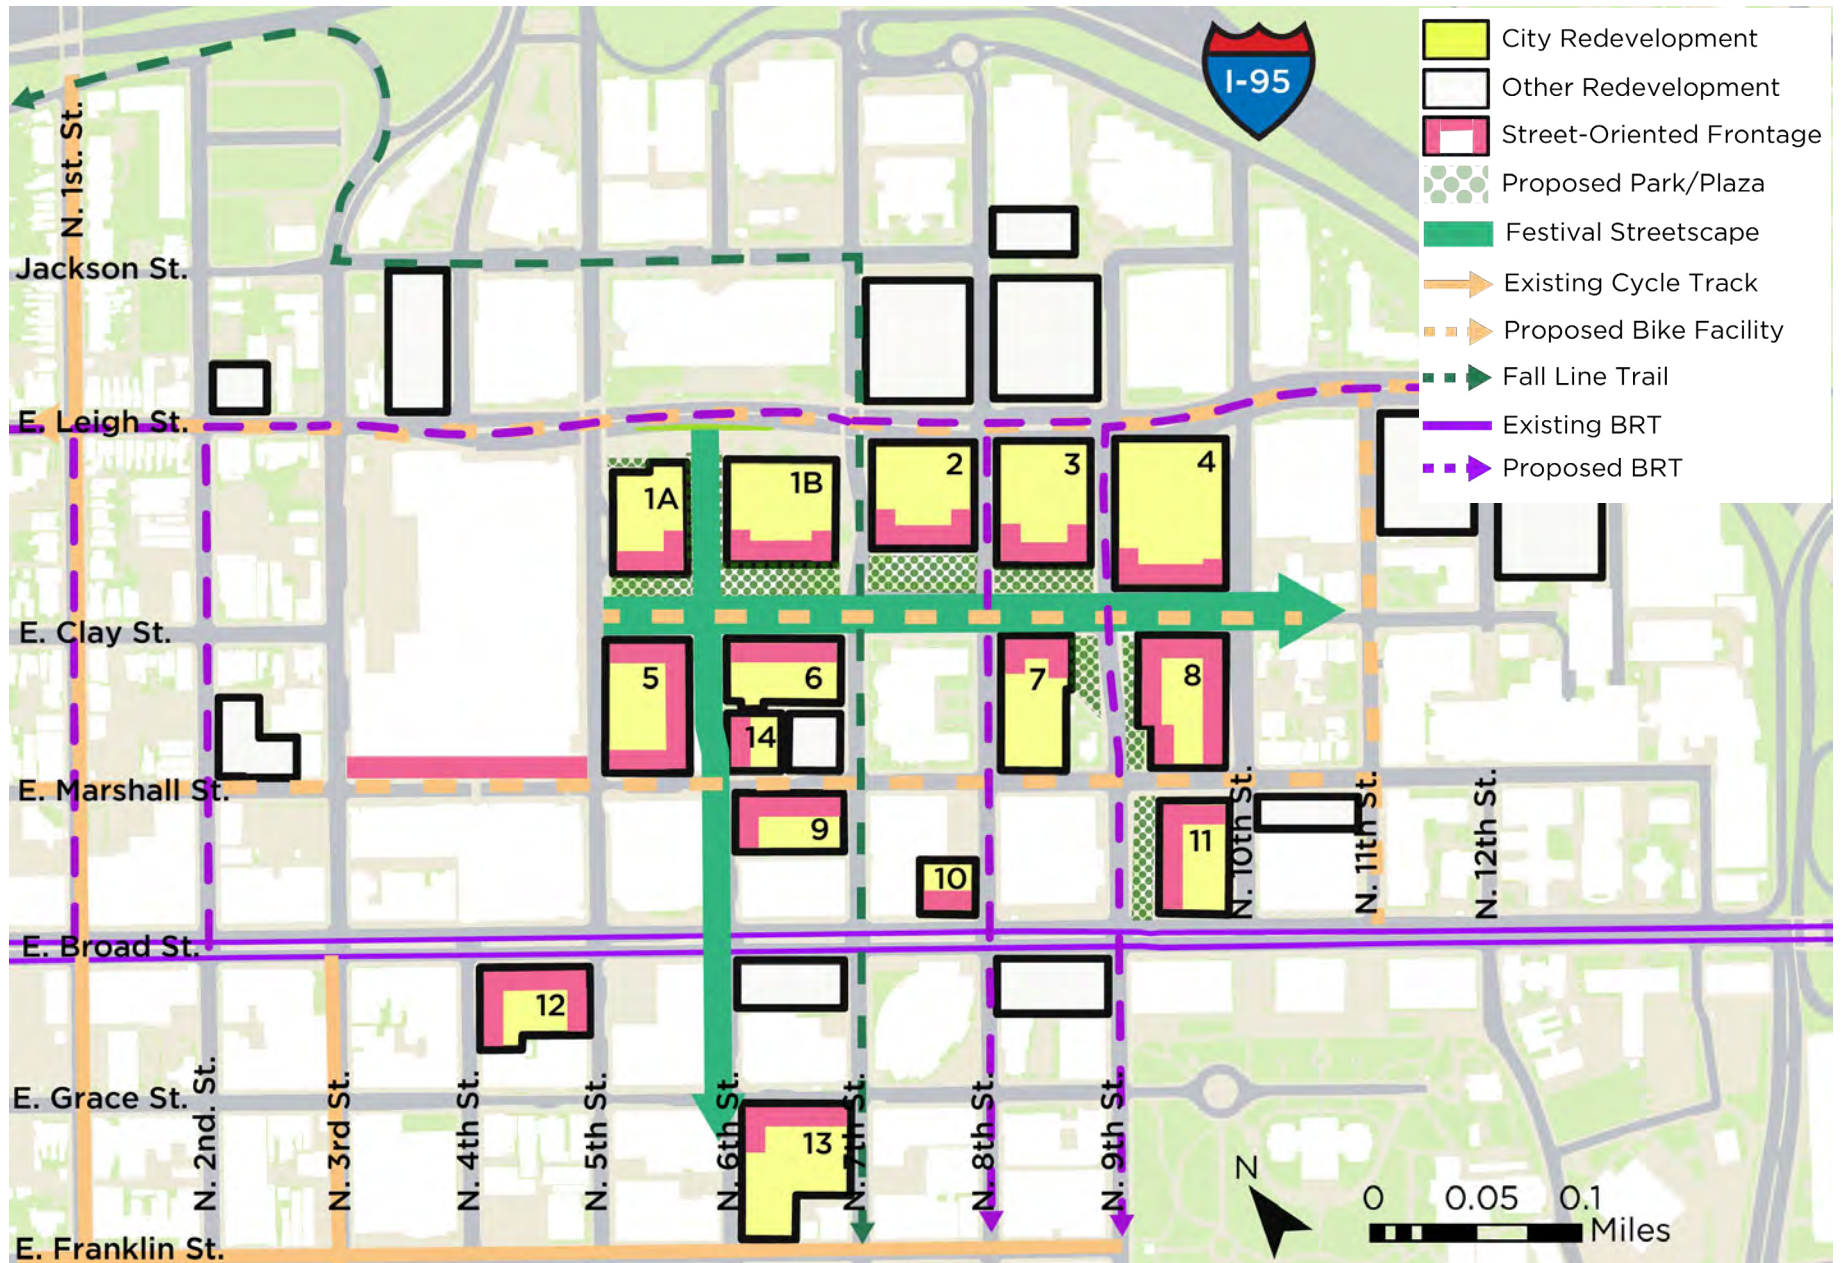 I-95
City Redevelopment
Other Redevelopment
Street-Oriented Frontage
Proposed Park/Plaza
Festival Streetscape
Existing Cycle Track
Proposed Bike Facility
Fall Line Trail
Existing BRT
Proposed BRT
N. 1st. St.
Jackson St.
E. Leigh St.
1A
1B
2
3
4
E. Clay St.
5
6
7
8
14
E. Marshall St.
9
10
11
N. 10th St.
N. 11th St.
N. 12th St.
E. Broad St.
12
E. Grace St.
N. 2nd. St.
N. 3rd St.
N. 4th St.
N. 5th St.
N. 6th St.
13
N. 7th St.
N. 8th St.
N. 9th St.
N
0 0.05 0.1
Miles
E. Franklin St.